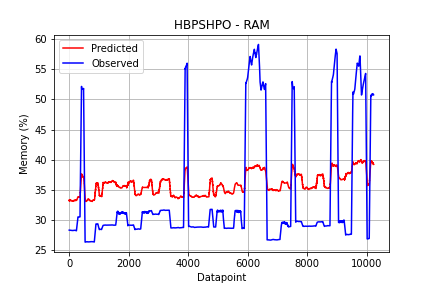 HBPSHPO - RAM
Predicted
Observed
Memory (%)
60
55
50
45
40
35
30
25
0
2000
4000
6000
8000
10000
Datapoint